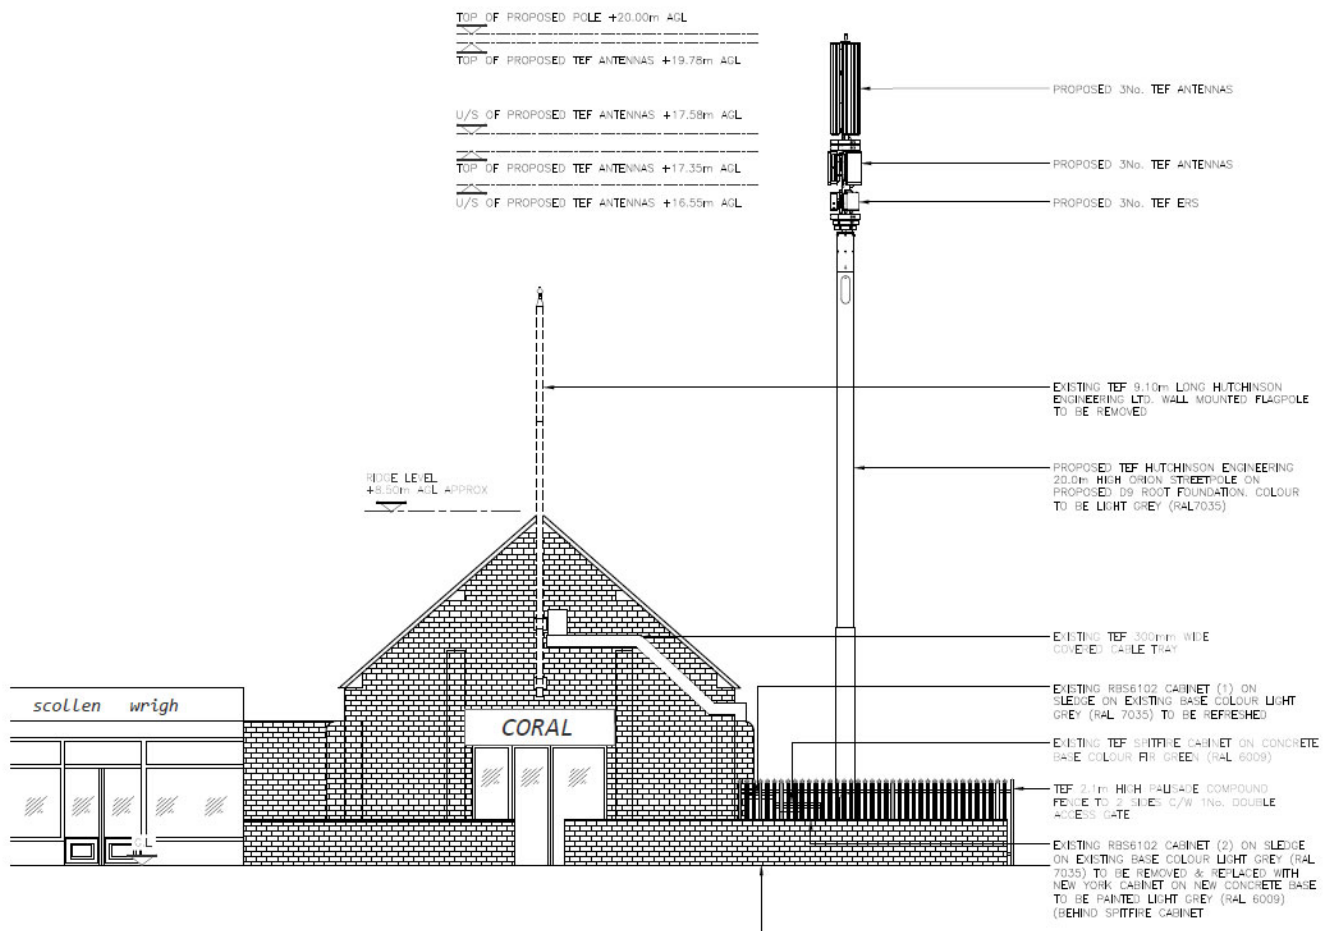 TOP OF PROPOSED POLE +20.00m AGL
TOP OF PROPOSED TEF ANTENNAS +19.78m AGL
U/S OF PROPOSED TEF ANTENNAS +17.58m AGL
TOP OF PROPOSED TEF ANTENNAS +17.35m AGL
U/S OF PROPOSED TEF ANTENNAS +16.55m AGL
PROPOSED 3No. TEF ANTENNAS
PROPOSED 3No. TEF ANTENNAS
PROPOSED 3No. TEF ERS
EXISTING TEF 9.10m LONG HUTCHINSON
ENGINEERING LTD. WALL MOUNTED FLAGPOLE
TO BE REMOVED
RIDGE LEVEL
+8.50m AGL APPROX
PROPOSED TEF HUTCHINSON ENGINEERING
20.0m HIGH ORION STREETPOLE ON
PROPOSED D9 ROOT FOUNDATION. COLOUR
TO BE LIGHT GREY (RAL7035)
EXISTING TEF 300mm WIDE
COVERED CABLE TRAY
EXISTING RBS6102 CABINET (1) ON
SLEDGE ON EXISTING BASE COLOUR LIGHT
GREY (RAL 7035) TO BE REFRESHED
scollen wrigh
CORAL
EXISTING TEF SPITFIRE CABINET ON CONCRETE
BASE COLOUR FIR GREEN (RAL 6009)
TEF 2.1m HIGH PALISADE COMPOUND
FENCE TO 2 SIDES C/W 1No. DOUBLE
ACCESS GATE
GL
EXISTING RBS6102 CABINET (2) ON SLEDGE
ON EXISTING BASE COLOUR LIGHT GREY (RAL
7035) TO BE REMOVED & REPLACED WITH
NEW YORK CABINET ON NEW CONCRETE BASE
TO BE PAINTED LIGHT GREY (RAL 6009)
(BEHIND SPITFIRE CABINET